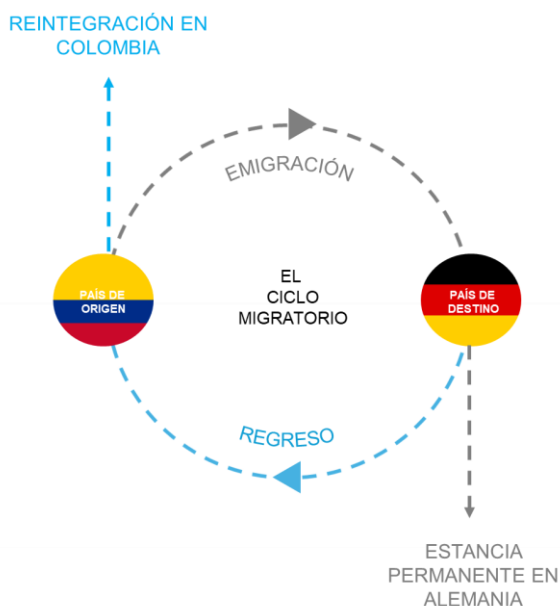 REINTEGRACIÓN EN
COLOMBIA
EMIGRACIÓN
PAÍS DE
ORIGEN
EL
CICLO
MIGRATORIO
PAÍS DE
DESTINO
REGRESO
ESTANCIA
PERMANENTE EN
ALEMANIA